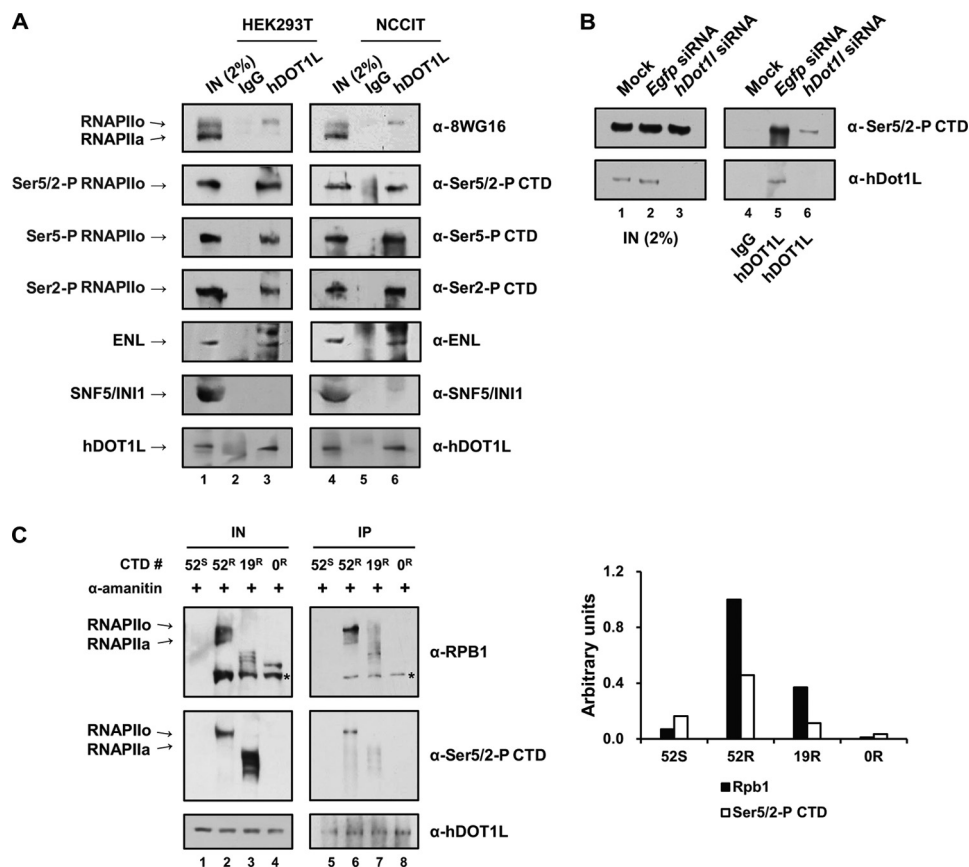 A
HEK293T NCCIT
IN (2%) IgG hDOT1L IN (2%) IgG hDOT1L
RNAPIIo → α-8WG16
RNAPIIa →
Ser5/2-P RNAPIIo → α-Ser5/2-P CTD
Ser5-P RNAPIIo → α-Ser5-P CTD
Ser2-P RNAPIIo → α-Ser2-P CTD
ENL → α-ENL
SNF5/INI1 → α-SNF5/INI1
hDOT1L → α-hDOT1L
1 2 3 4 5 6
B
Mock Egfp siRNA hDot1l siRNA Mock Egfp siRNA hDot1l siRNA
α-Ser5/2-P CTD
α-hDot1L
1 2 3 4 5 6
IN (2%) IgG hDOT1L hDOT1L
C
IN IP
CTD # 52S 52R 19R 0R 52S 52R 19R 0R
α-amanitin + + + + + + + +
RNAPIIo →
RNAPIIa →
α-RPB1
* *
RNAPIIo →
RNAPIIa →
α-Ser5/2-P CTD
α-hDOT1L
1 2 3 4 5 6 7 8
Arbitrary units
1.2
0.8
0.4
0.0
52S 52R 19R 0R
Rpb1
Ser5/2-P CTD